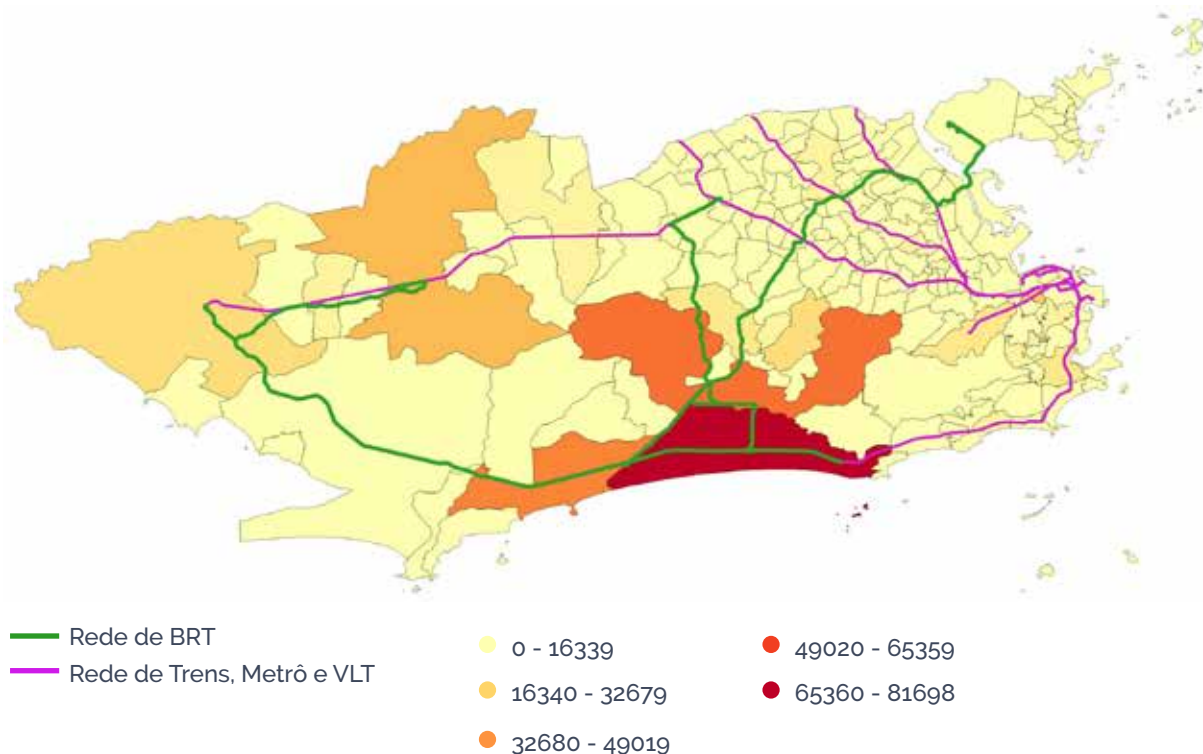 Rede de BRT
Rede de Trens, Metrô e VLT
0 - 16339
16340 - 32679
32680 - 49019
49020 - 65359
65360 - 81698